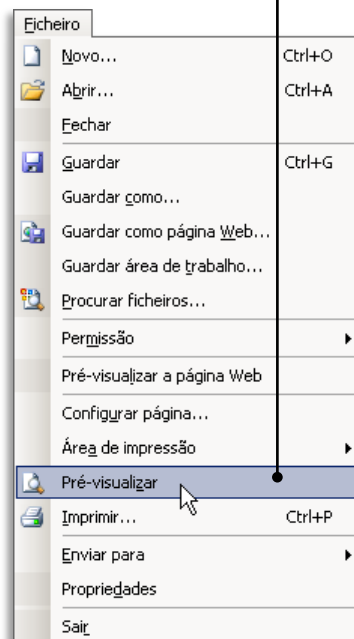 Ficheiro
Novo... Ctrl+O
Abrir... Ctrl+A
Fechar
Guardar Ctrl+G
Guardar como...
Guardar como página Web...
Guardar área de trabalho...
Procurar ficheiros...
Permissão
Pré-visualizar a página Web
Configurar página...
Área de impressão
Pré-visualizar
Imprimir... Ctrl+P
Enviar para
Propriedades
Sair